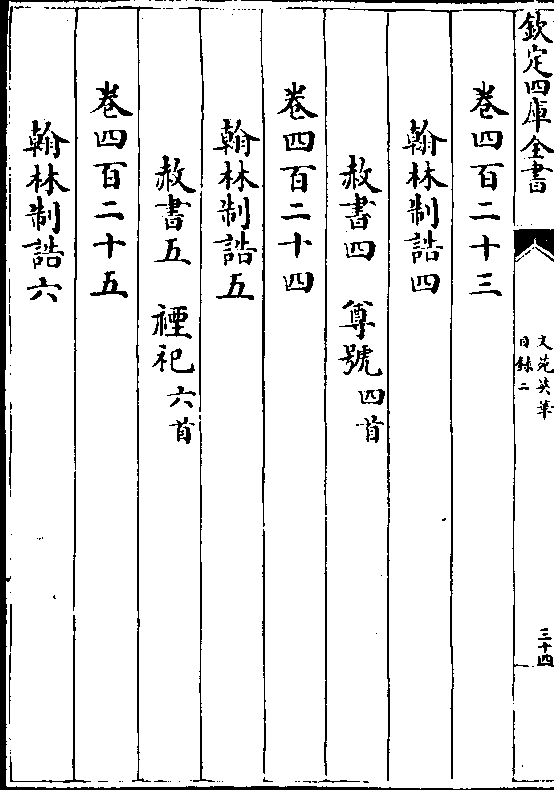 欽定四庫全書
文苑英華
目録二
三十四
卷四百二十三
翰林制誥四
赦書四　尊號四首
卷四百二十四
翰林制誥五
赦書五　禋祀六首
卷四百二十五
翰林制誥六